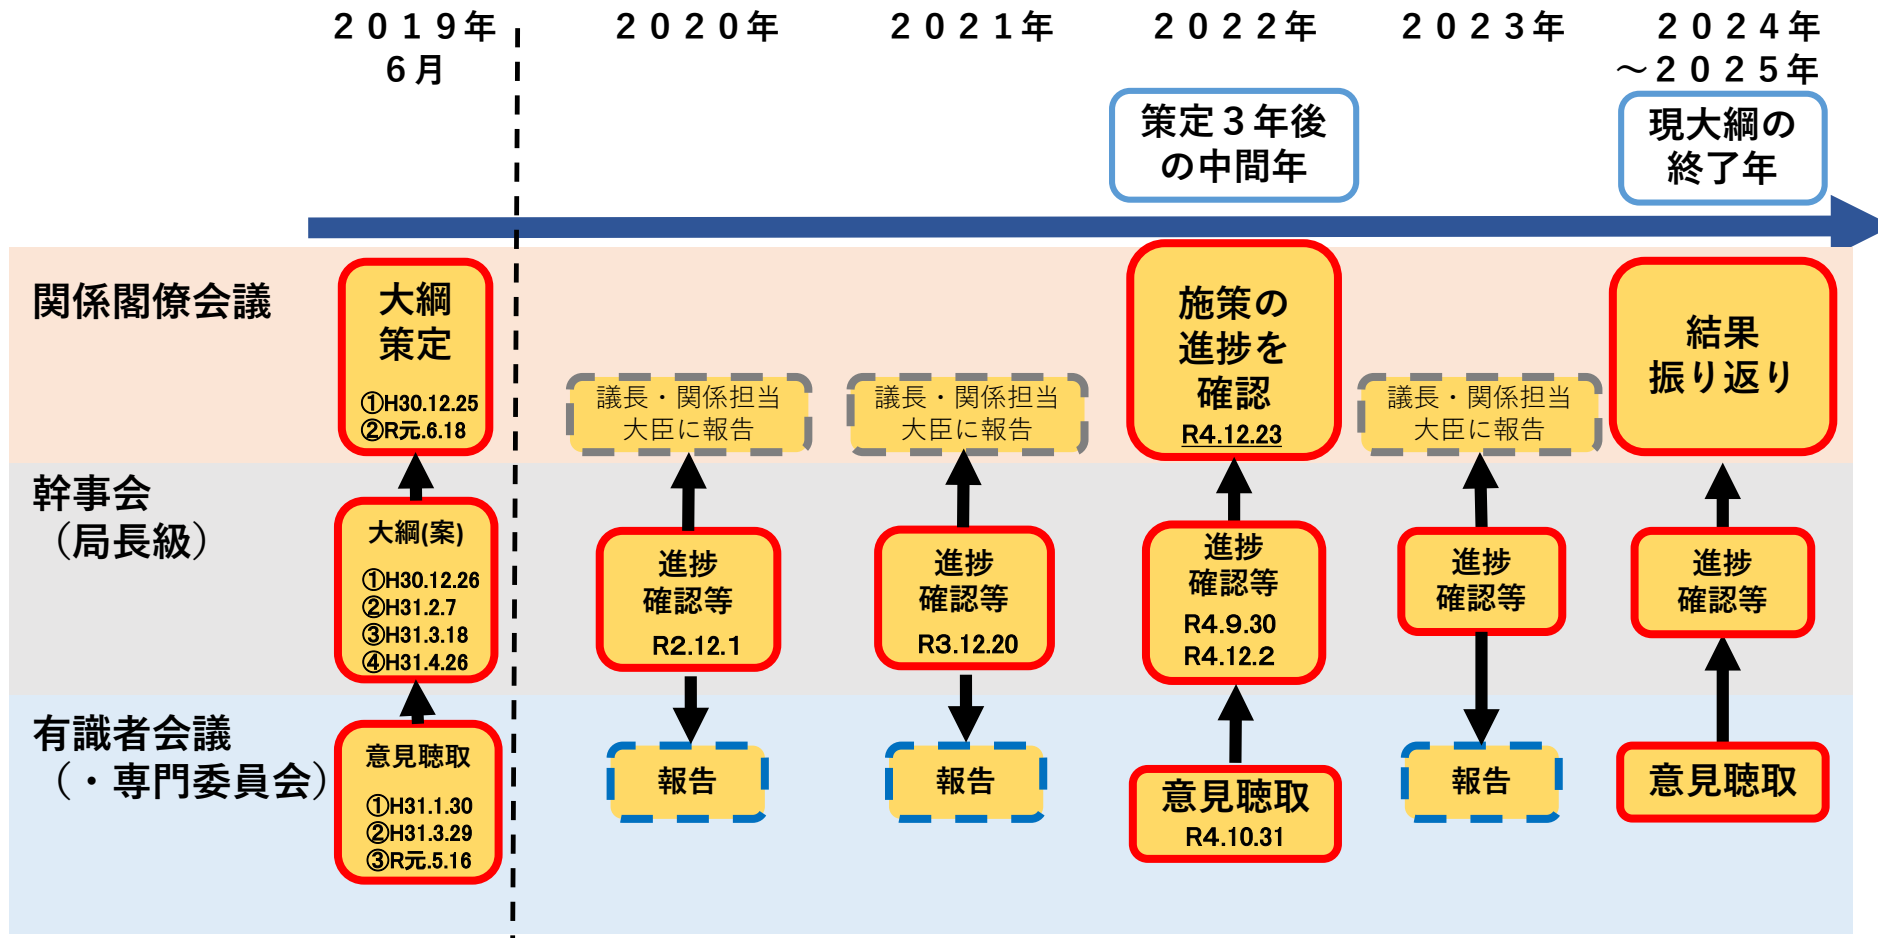 ２０１９年
６月
２０２０年
２０２１年
２０２２年
２０２３年
２０２４年
～２０２５年
策定３年後
の中間年
現大綱の
終了年
関係閣僚会議
大綱
策定
①H30.12.25
②R元.6.18
議長・関係担当
大臣に報告
議長・関係担当
大臣に報告
施策の
進捗を
確認
R4.12.23
議長・関係担当
大臣に報告
結果
振り返り
幹事会
（局長級）
大綱(案)
①H30.12.26
②H31.2.7
③H31.3.18
④H31.4.26
進捗
確認等
R2.12.1
進捗
確認等
R3.12.20
進捗
確認等
R4.9.30
R4.12.2
進捗
確認等
進捗
確認等
有識者会議
（・専門委員会）
意見聴取
①H31.1.30
②H31.3.29
③R元.5.16
報告
報告
意見聴取
R4.10.31
報告
意見聴取